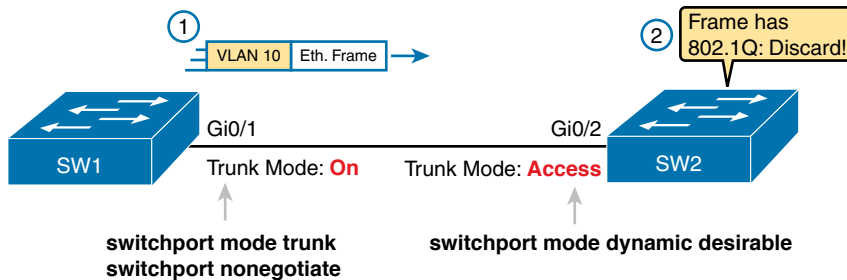 1
VLAN 10 Eth. Frame
2
Frame has
802.1Q: Discard!
Gi0/1
Gi0/2
SW1
SW2
Trunk Mode: On
Trunk Mode: Access
switchport mode trunk
switchport nonegotiate
switchport mode dynamic desirable